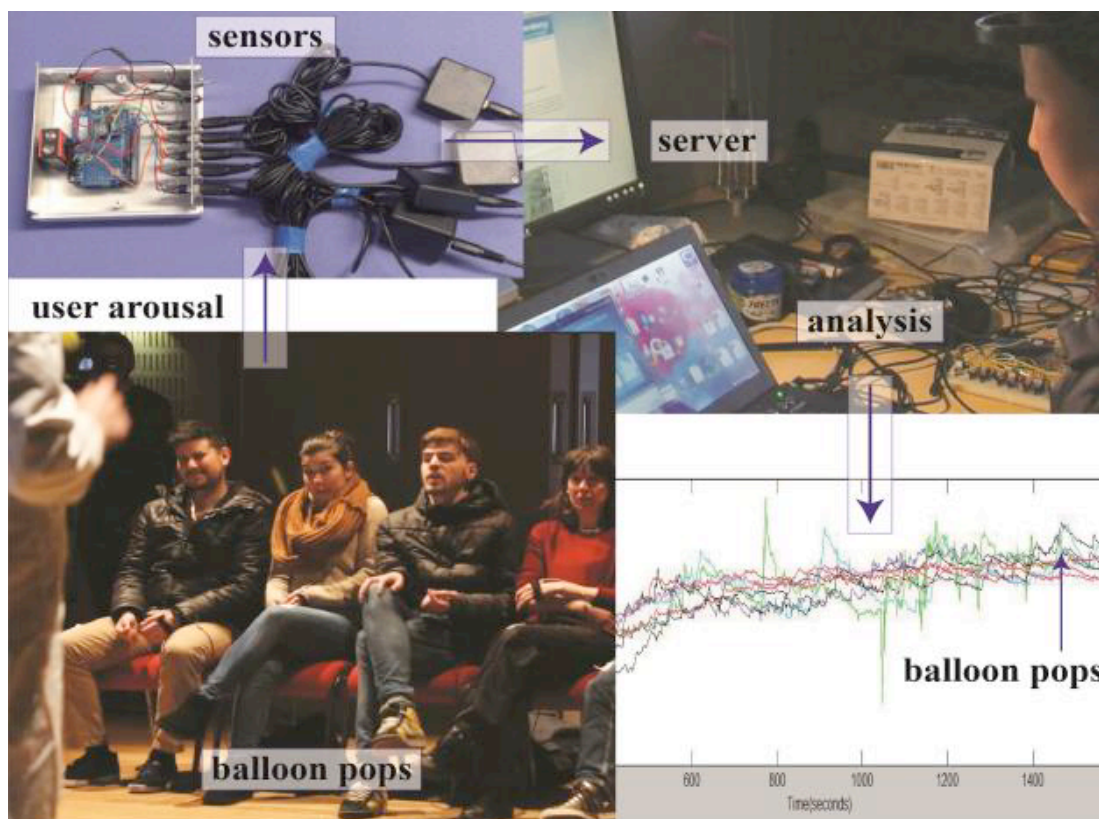 sensors
server
user arousal
analysis
balloon pops
balloon pops
600
800
1000
1200
1400
Time(seconds)